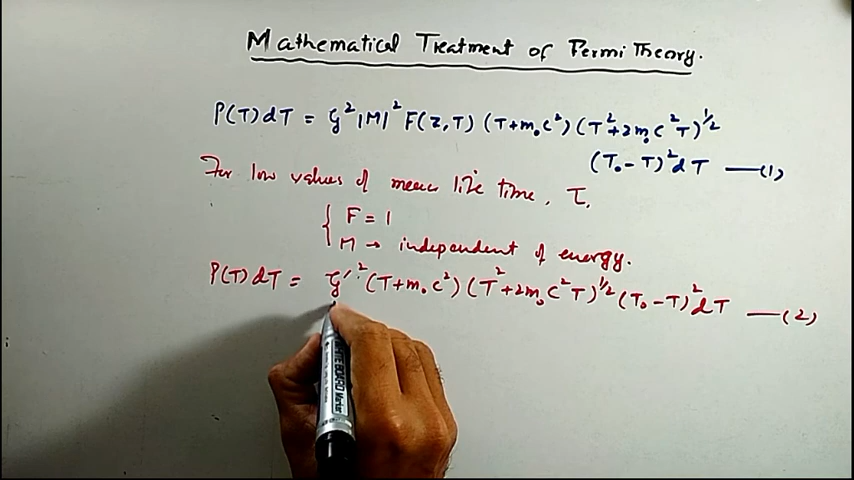 Mathematical Treatment of Fermi Theory.
P(T)dT = G² |M|² F(Z,T) (T+m₀c²) (T²+2m₀c²T)^1/2
(T₀-T)² dT —(1)
For low values of mean life time, τ,
{ F = 1
M → independent of energy.
P(T)dT = G'² (T+m₀c²) (T²+2m₀c²T)^1/2 (T₀-T)² dT —(2)